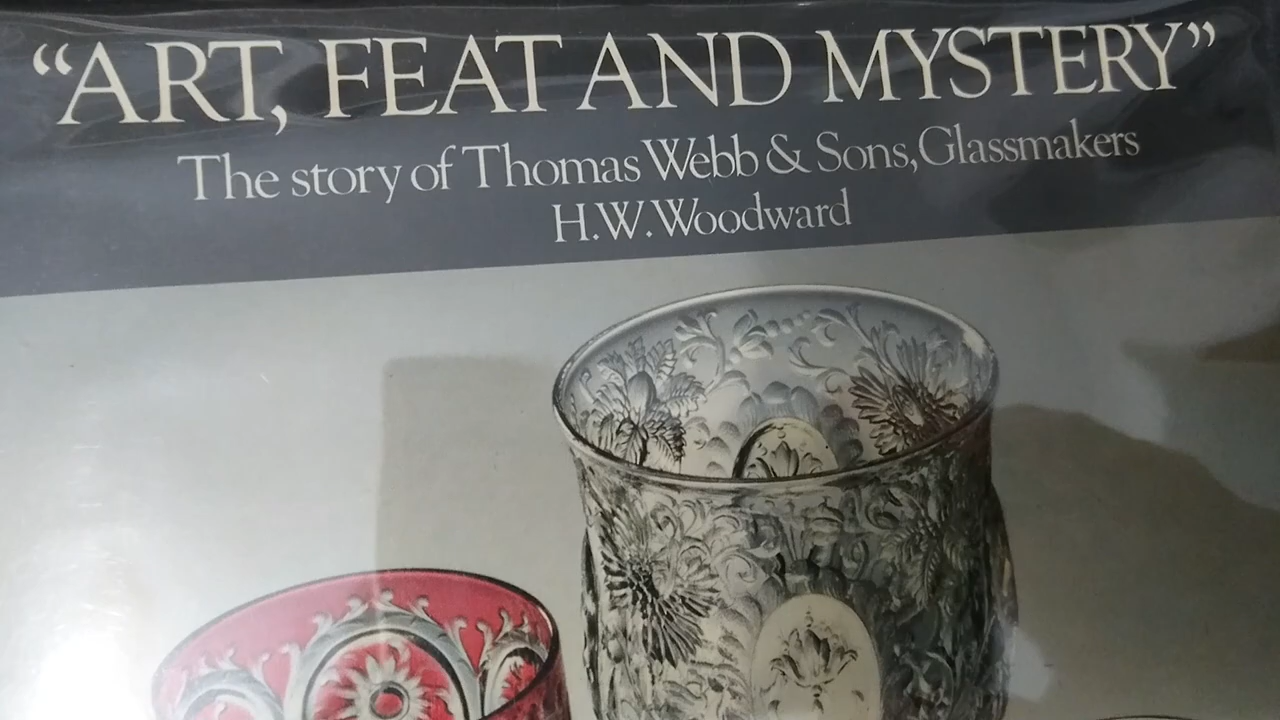 “ART, FEAT AND MYSTERY”
The story of Thomas Webb & Sons, Glassmakers
H.W. Woodward